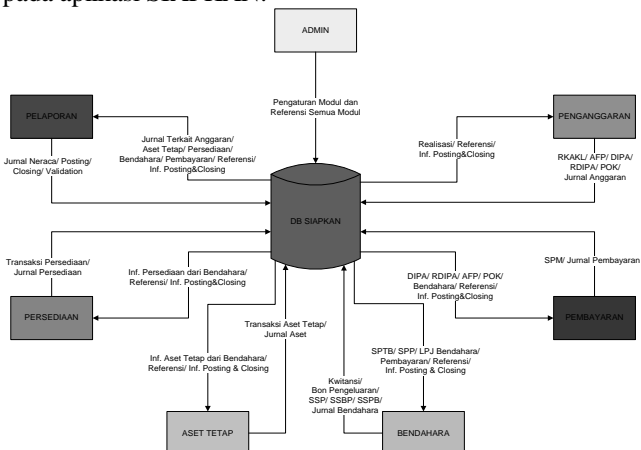 ADMIN
Pengaturan Modul dan
Referensi Semua Modul
PELAPORAN
Jurnal Terkait Anggaran/
Aset Tetap/ Persediaan/
Bendahara/ Pembayaran/ Referensi/
Inf. Posting&Closing
Jurnal Neraca/ Posting/
Closing/ Validation
PENGANGGARAN
Realisasi/ Referensi/
Inf. Posting&Closing
RKAKL/ AFP/ DIPA/
RDIPA/ POK/
Jurnal Anggaran
DB SIAPKAN
Transaksi Persediaan/
Jurnal Persediaan
PERSEDIAAN
Inf. Persediaan dari Bendahara/
Referensi/ Inf. Posting&Closing
DIPA/ RDIPA/ AFP/ POK/
Bendahara/ Referensi/
Inf. Posting&Closing
SPM/ Jurnal Pembayaran
PEMBAYARAN
Inf. Aset Tetap dari Bendahara/
Referensi/ Inf. Posting & Closing
Transaksi Aset Tetap/
Jurnal Aset
ASET TETAP
Kwitansi/
Bon Pengeluaran/
SSP/ SSBP/ SSPB/
Jurnal Bendahara
SPTB/ SPP/ LPJ Bendahara/
Pembayaran/ Referensi/
Inf. Posting & Closing
BENDAHARA